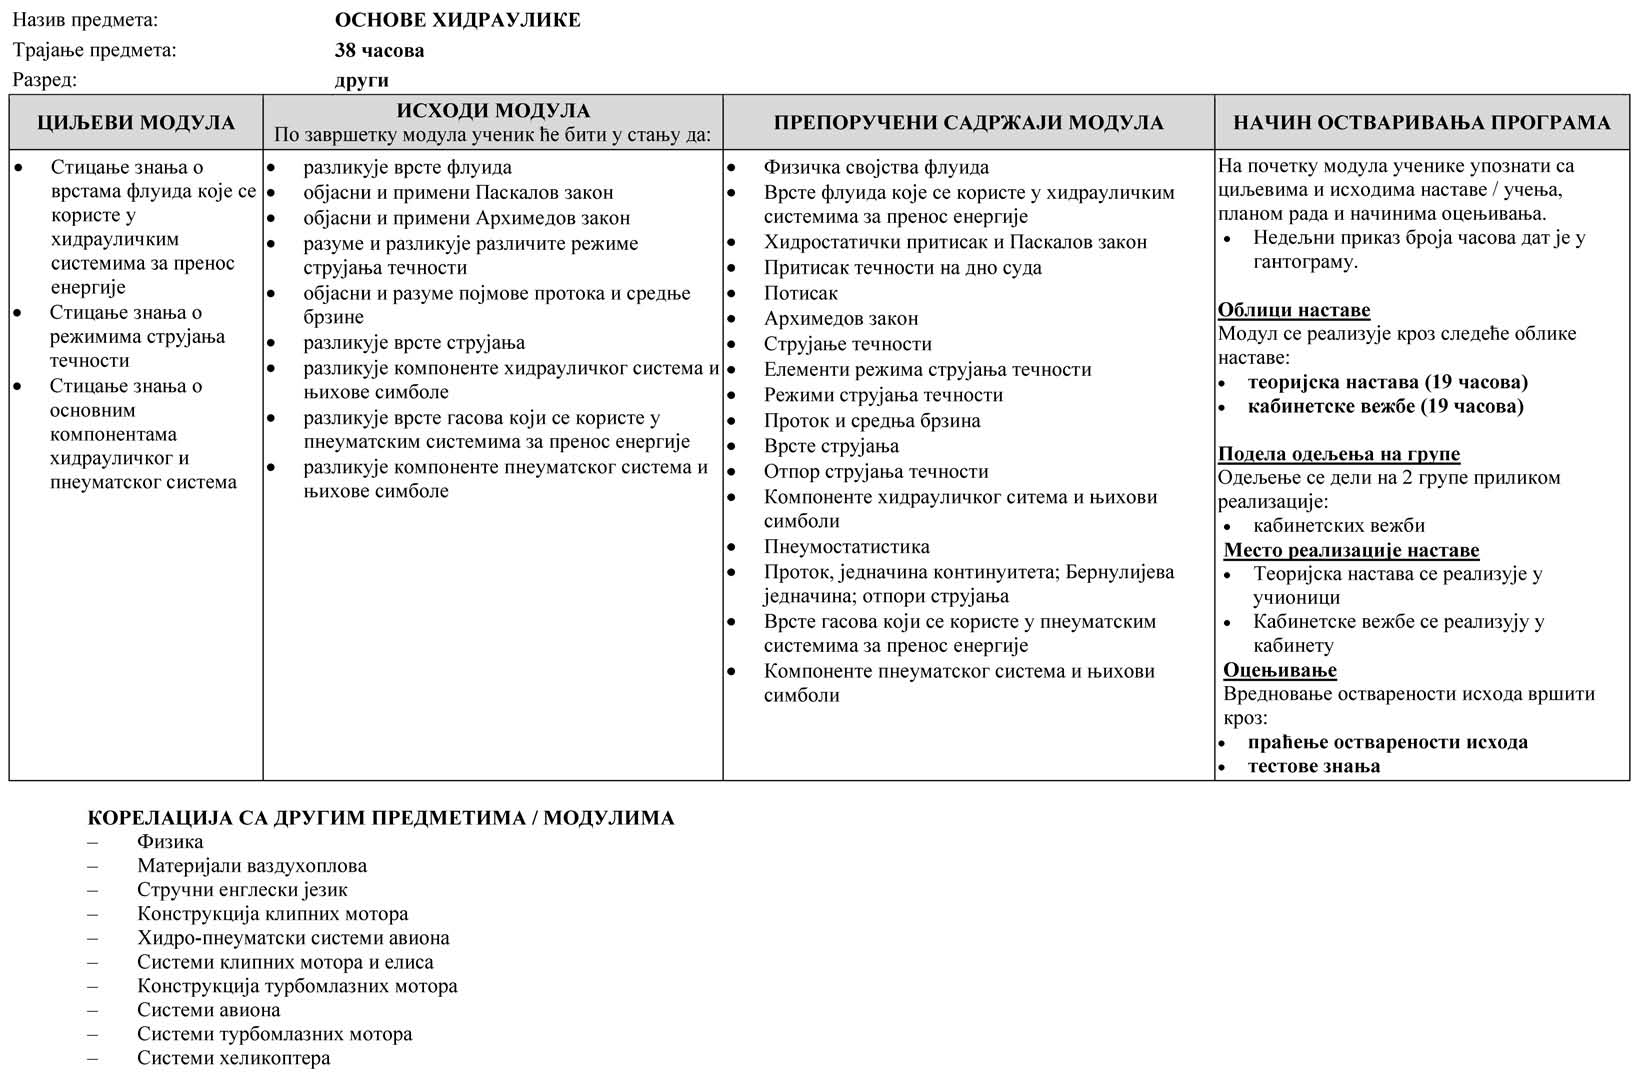 Назив предмета: ОСНОВЕ ХИДРАУЛИКЕ
Трајање предмета: 38 часова
Разред: други
ЦИЉЕВИ МОДУЛА
ИСХОДИ МОДУЛА
По завршетку модула ученик ће бити у стању да:
ПРЕПОРУЧЕНИ САДРЖАЈИ МОДУЛА
НАЧИН ОСТВАРИВАЊА ПРОГРАМА
• Стицање знања о
врстама флуида које се
користе у
хидрауличким
системима за пренос
енергије
• Стицање знања о
режимима струјања
течности
• Стицање знања о
основним
компонентама
хидрауличког и
пнеуматског система
• разликује врсте флуида
• објасни и примени Паскалов закон
• објасни и примени Архимедов закон
• разуме и разликује различите режиме
струјања течности
• објасни и разуме појмове протока и средње
брзине
• разликује врсте струјања
• разликује компоненте хидрауличког система и
њихове симболе
• разликује врсте гасова који се користе у
пнеуматским системима за пренос енергије
• разликује компоненте пнеуматског система и
њихове симболе
• Физичка својства флуида
• Врсте флуида које се користе у хидрауличким
системима за пренос енергије
• Хидростатички притисак и Паскалов закон
• Притисак течности на дно суда
• Потисак
• Архимедов закон
• Струјање течности
• Елементи режима струјања течности
• Режими струјања течности
• Проток и средња брзина
• Врсте струјања
• Отпор струјања течности
• Компоненте хидрауличког ситема и њихови
симболи
• Пнеумостатистика
• Проток, једначина континуитета; Бернулијева
једначина; отпори струјања
• Врсте гасова који се користе у пнеуматским
системима за пренос енергије
• Компоненте пнеуматског система и њихови
симболи
На почетку модула ученике упознати са
циљевима и исходима наставе / учења,
планом рада и начинима оцењивања.
• Недељни приказ броја часова дат је у
гантограму.
Облици наставе
Модул се реализује кроз следеће облике
наставе:
• теоријска настава (19 часова)
• кабинетске вежбе (19 часова)
Подела одељења на групе
Одељење се дели на 2 групе приликом
реализације:
• кабинетских вежби
Место реализације наставе
• Теоријска настава се реализује у
учионици
• Кабинетске вежбе се реализују у
кабинету
Оцењивање
Вредновање остварености исхода вршити
кроз:
• праћење остварености исхода
• тестове знања
КОРЕЛАЦИЈА СА ДРУГИМ ПРЕДМЕТИМА / МОДУЛИМА
– Физика
– Материјали ваздухоплова
– Стручни енглески језик
– Конструкција клипних мотора
– Хидро-пнеуматски системи авиона
– Системи клипних мотора и елиса
– Конструкција турбомлазних мотора
– Системи авиона
– Системи турбомлазних мотора
– Системи хеликоптера